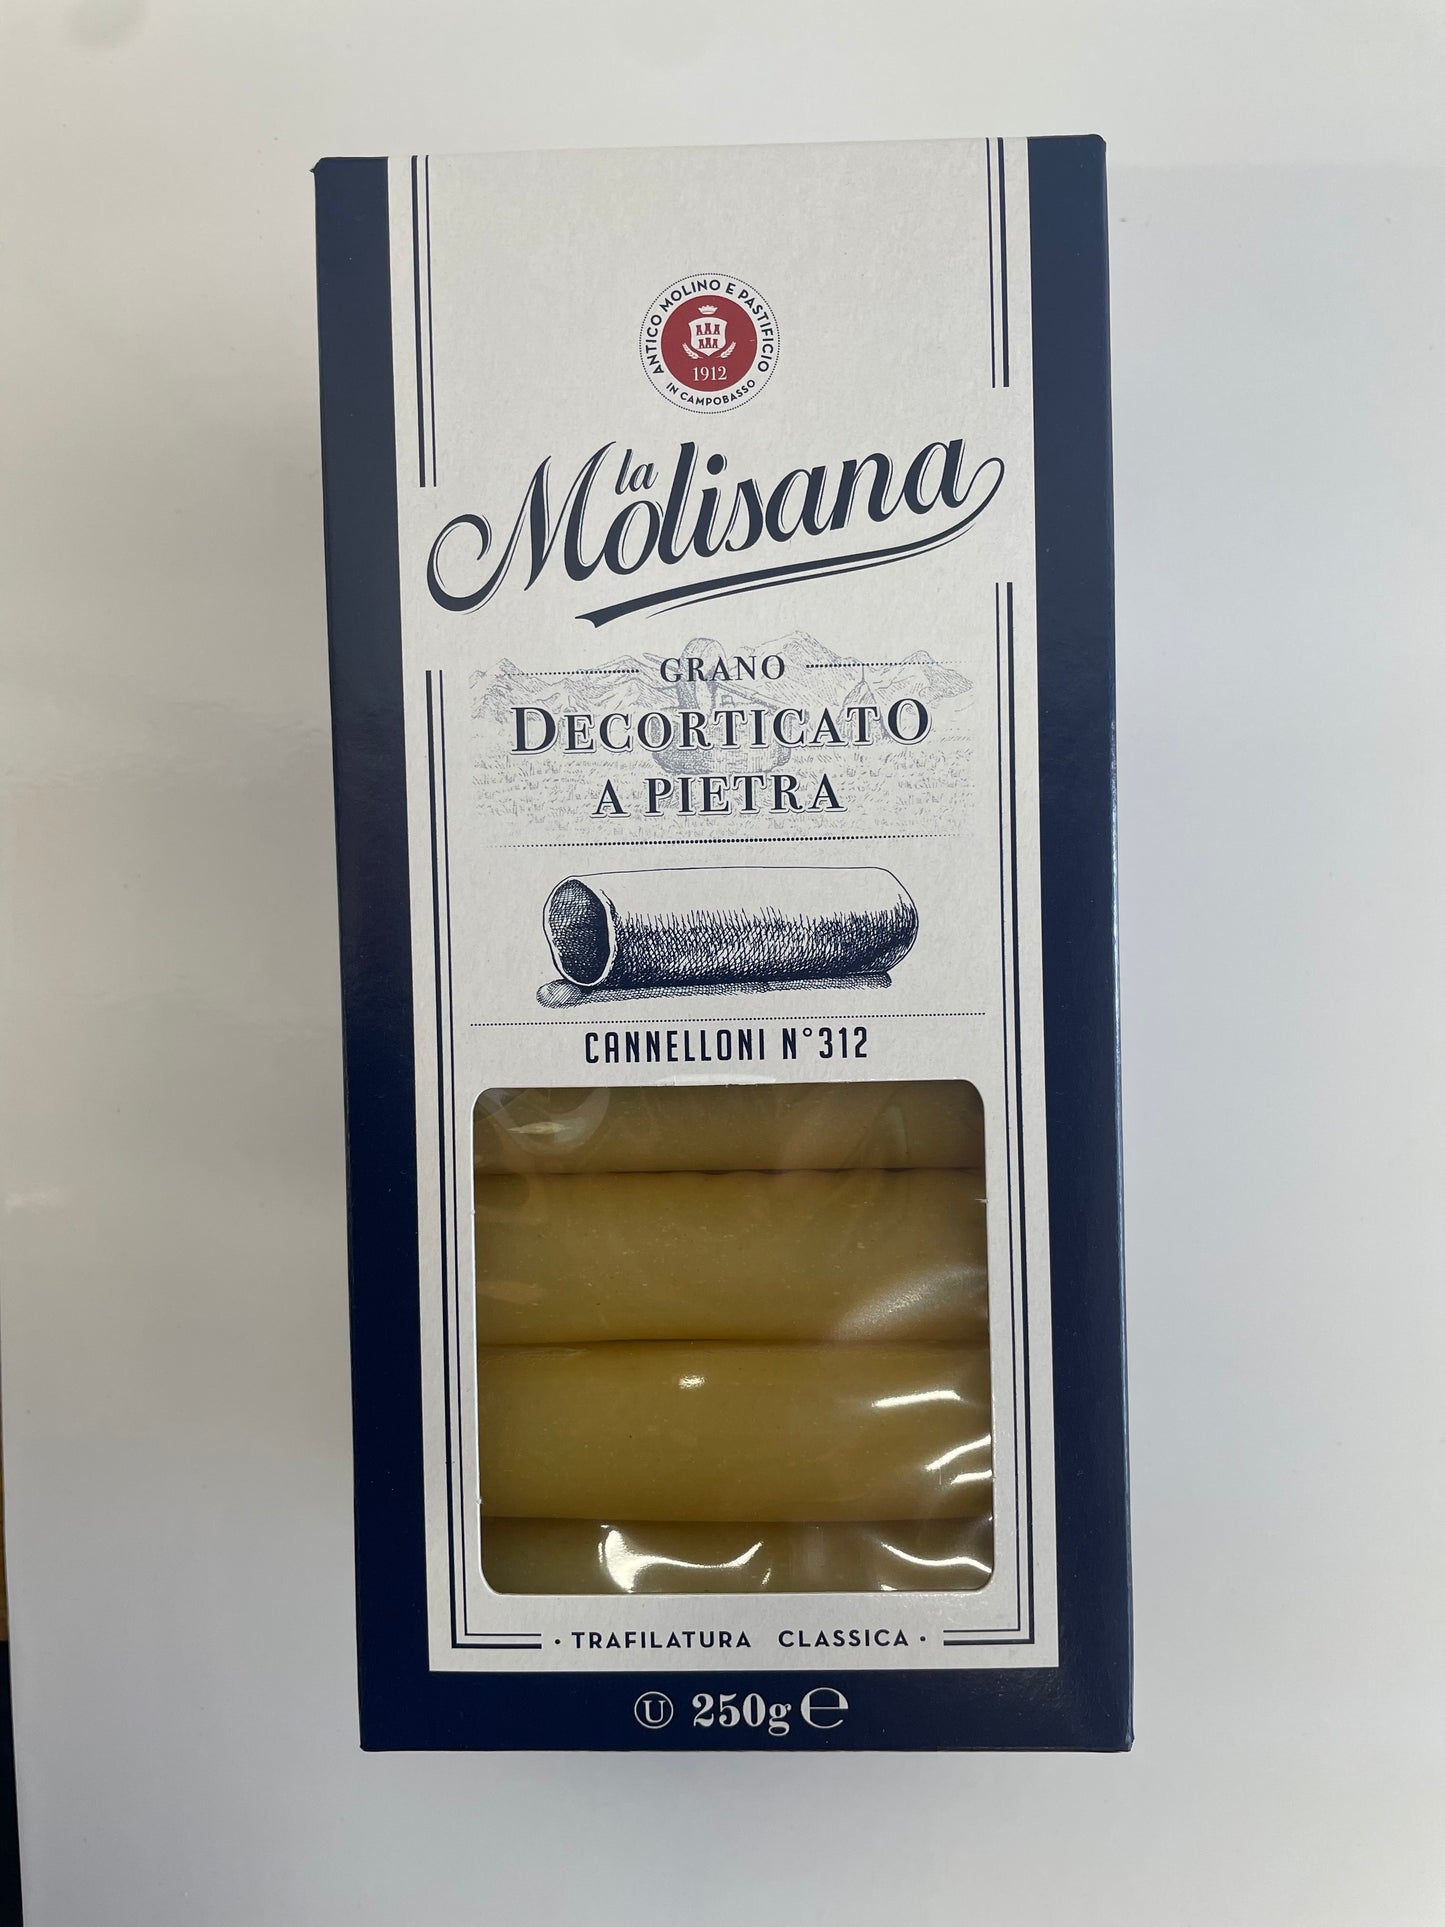 ANTICO MOLINO E PASTIFICIO
1912
IN CAMPOBASSO
la
Molisana
GRANO
DECORTICATO
A PIETRA
CANNELLONI N°312
· TRAFILATURA CLASSICA ·
Ⓤ 250g ℮